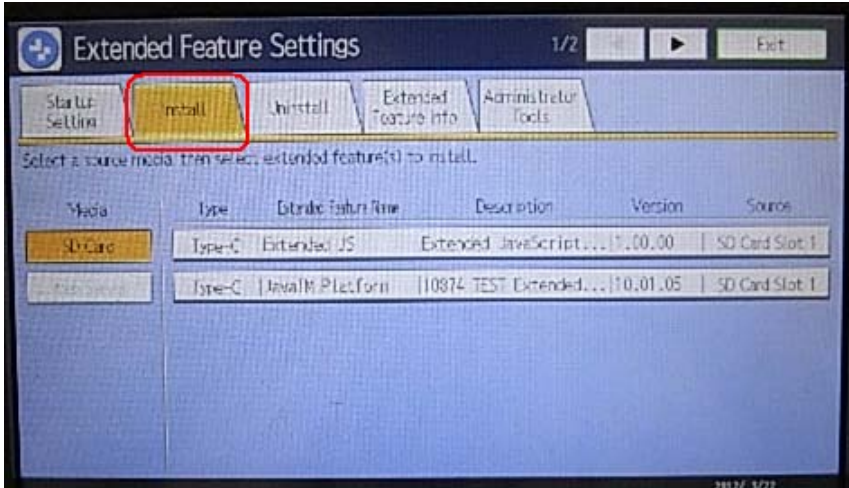 Extended Feature Settings
1/2
Exit
Startup Setting
Install
Uninstall
Extended Feature Info
Administrator Tools
Select a source media, then select extended feature(s) to install.
Media Type Extended Feature Name Description Version Source
SD Card Type-C Extended JS Extended JavaScript... 1.00.00 SD Card Slot 1
Type-C JavaTM Platform 10874 TEST Extended... 10.01.05 SD Card Slot 1